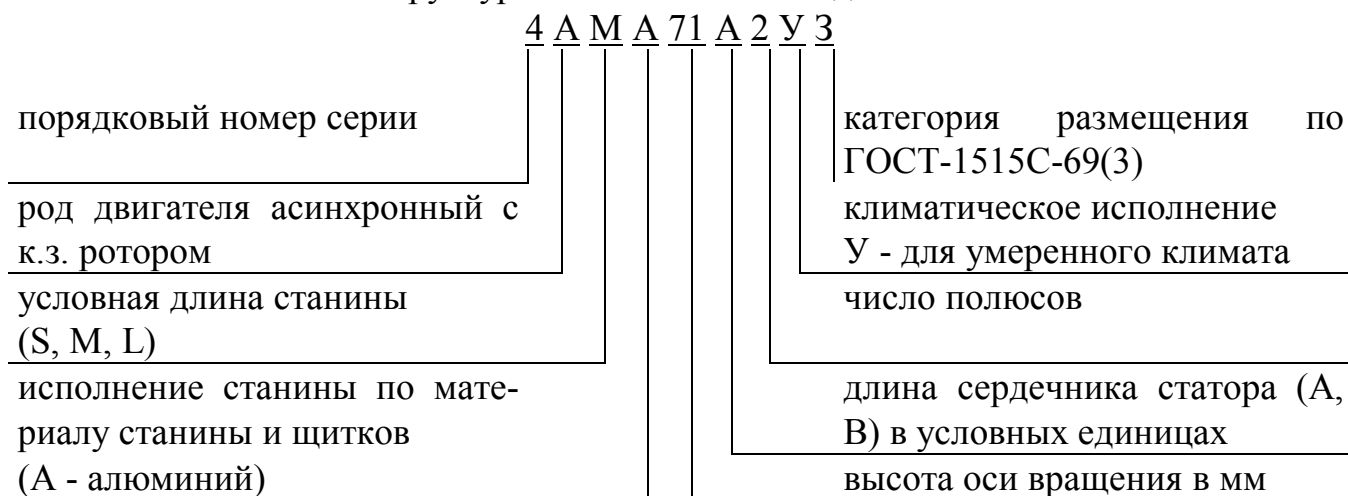 4 А М А 71 А 2 У 3
порядковый номер серии
род двигателя асинхронный с
к.з. ротором
условная длина станины
(S, M, L)
исполнение станины по мате-
риалу станины и щитков
(А - алюминий)
категория размещения по
ГОСТ-1515С-69(3)
климатическое исполнение
У - для умеренного климата
число полюсов
длина сердечника статора (А,
В) в условных единицах
высота оси вращения в мм